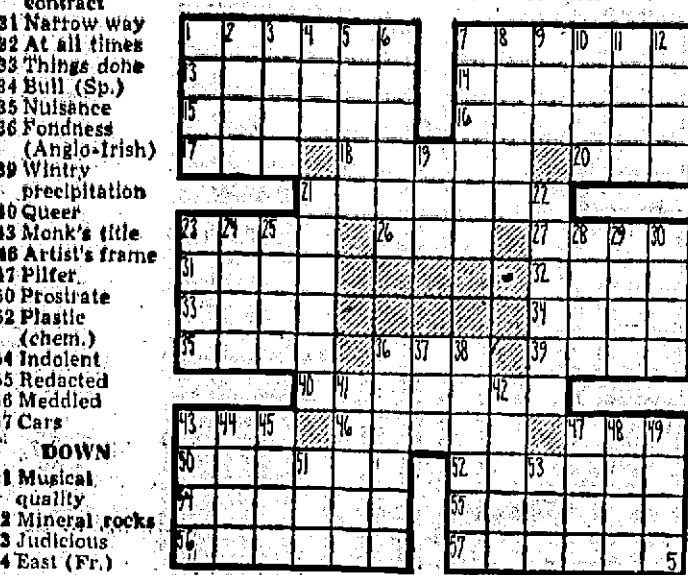 contract
31 Narrow way
32 At all times
33 Things done
34 Bull (Sp.)
35 Nuisance
36 Fondness
(Anglo-Irish)
39 Wintry
precipitation
40 Queer
43 Monk's title
46 Artist's frame
47 Pilfer
50 Prostrate
52 Plastic
(chem.)
54 Indolent
55 Redacted
56 Meddled
57 Cars
DOWN
1 Musical
quality
2 Mineral rocks
3 Judicious
4 East (Fr.)
1 2 3 4 5 6 7 8 9 10 11 12
13 14
15 16
17 18 19 20
21 22
23 24 25 26 27 28 29 30
31 32
33 34
35 36 37 38 39
40 41 42
43 44 45 46 47 48 49
50 51 52 53
54 55
56 57
5